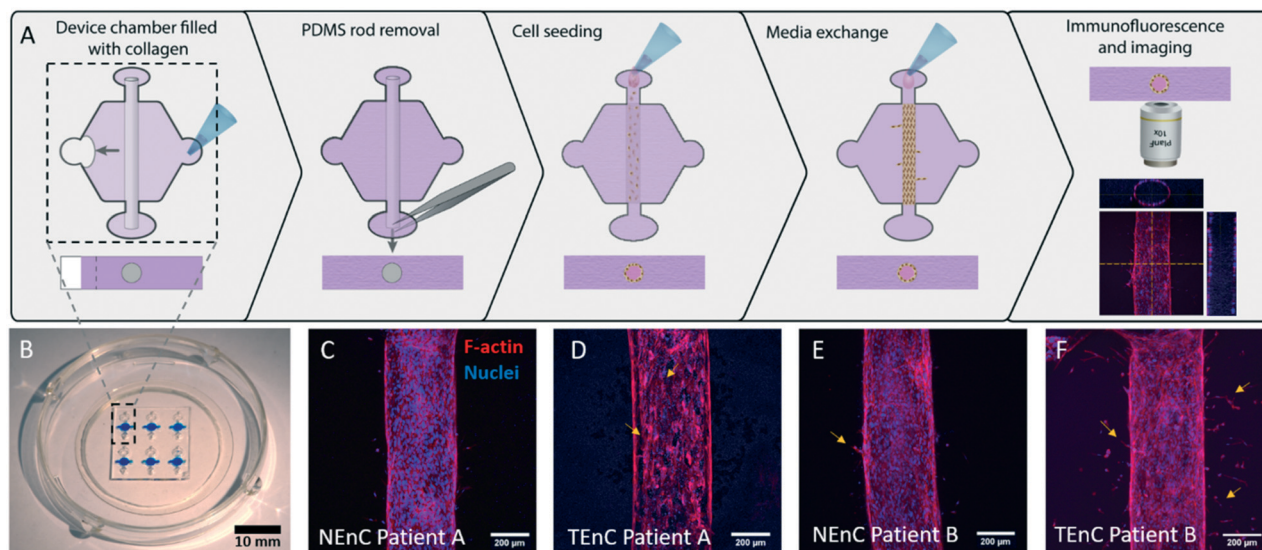 A
Device chamber filled
with collagen
PDMS rod removal
Cell seeding
Media exchange
Immunofluorescence
and imaging
PlanF
10x
B
10 mm
C
F-actin
Nuclei
NEnC Patient A
200 µm
D
TEnC Patient A
200 µm
E
NEnC Patient B
200 µm
F
TEnC Patient B
200 µm